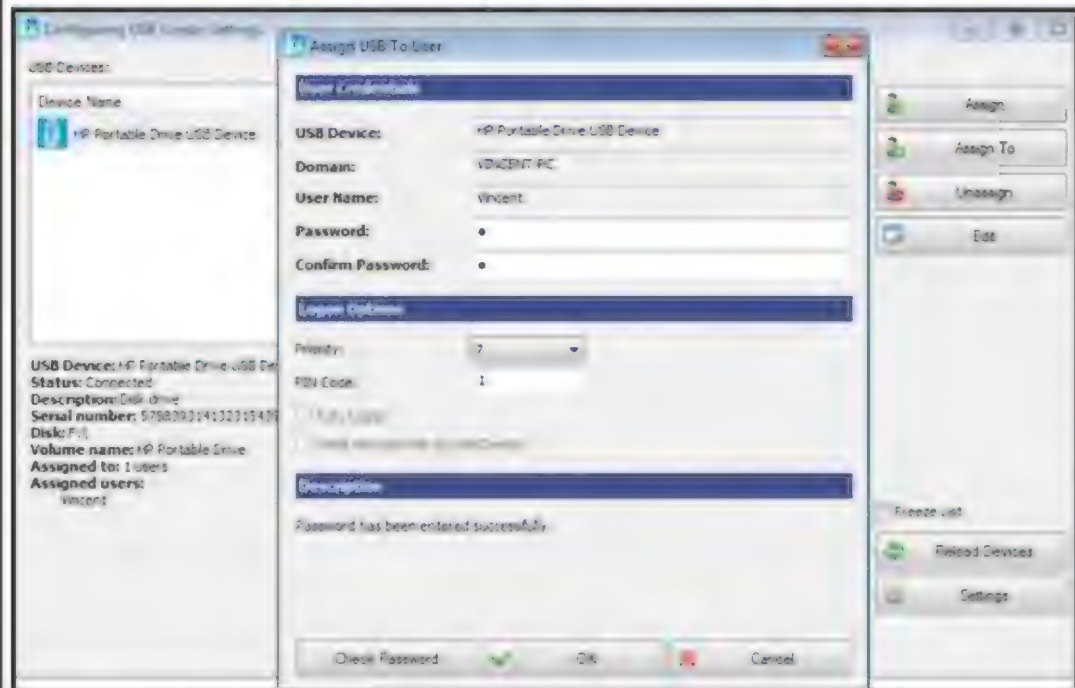 USB Devices:
Device Name
HP Portable Drive USB Device
USB Device: HP Portable Drive USB De
Status: Connected
Description: Disk drive
Serial number:
Disk:
Volume name: HP Portable Drive
Assigned to: 1 users
Assigned users:
Vincent
Assign USB To User
User Credentials
USB Device: HP Portable Drive USB Device
Domain: VINCENT-PC
User Name: Vincent
Password: •
Confirm Password: •
Logon Options
Priority: 7
PIN Code: 1
Description
Password has been entered successfully
Check Password
OK
Cancel
Assign
Assign To
Unassign
Edit
Freeze List
Reload Devices
Settings